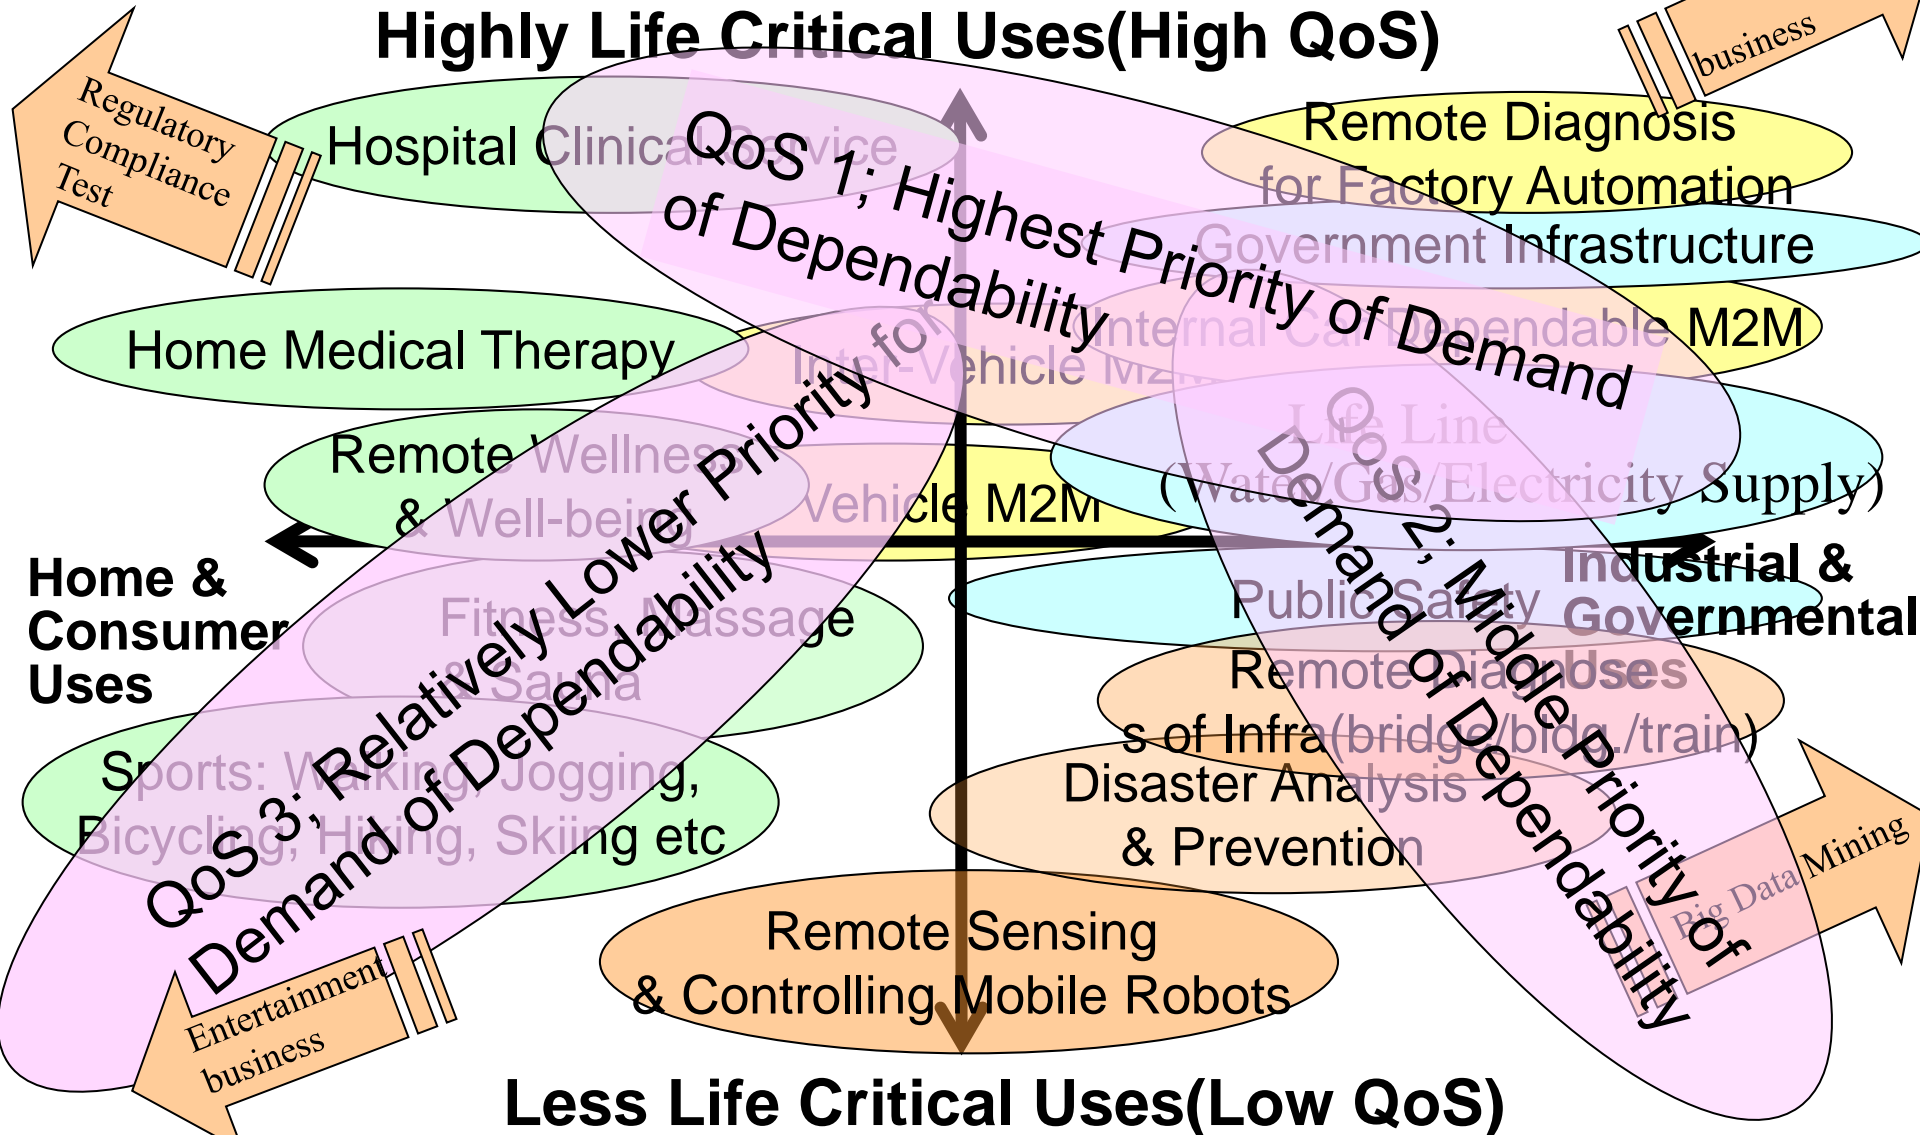 Highly Life Critical Uses(High QoS)
business
Regulatory
Compliance
Test
Hospital Clinical Service
QoS 1; Highest Priority of Demand
of Dependability
Remote Diagnosis
for Factory Automation
Government Infrastructure
Home Medical Therapy
Inter-Vehicle M2M
Internal Car Dependable M2M
Remote Wellness
& Well-being
Vehicle M2M
Life Line
(Water/Gas/Electricity Supply)
Home &
Consumer
Uses
Industrial &
Governmental
Uses
Fitness, Massage
& Sauna
Public Safety
Remote Diagnose
s of Infra(bridge/bldg./train)
Sports: Walking, Jogging,
Bicycling, Hiking, Skiing etc
QoS 3; Relatively Lower Priority for
Demand of Dependability
QoS 2; Middle Priority of
Demand of Dependability
Disaster Analysis
& Prevention
Big Data Mining
Remote Sensing
& Controlling Mobile Robots
Entertainment
business
Less Life Critical Uses(Low QoS)